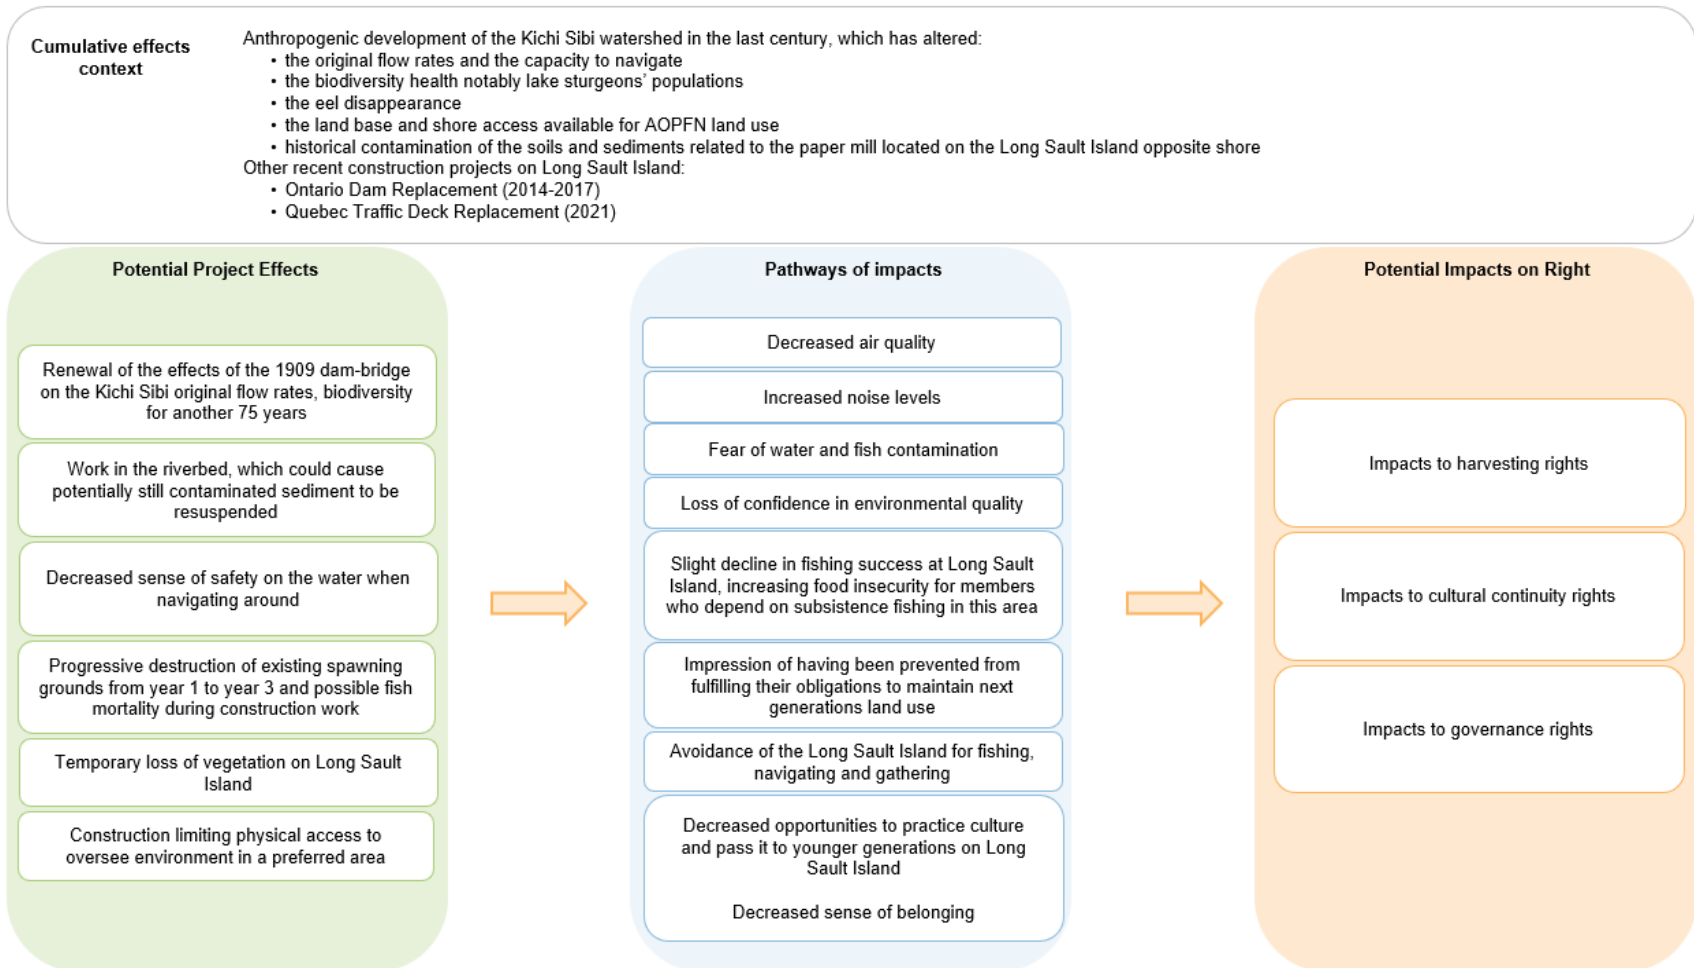 Cumulative effects
context
Anthropogenic development of the Kichi Sibi watershed in the last century, which has altered:
• the original flow rates and the capacity to navigate
• the biodiversity health notably lake sturgeons' populations
• the eel disappearance
• the land base and shore access available for AOPFN land use
• historical contamination of the soils and sediments related to the paper mill located on the Long Sault Island opposite shore
Other recent construction projects on Long Sault Island:
• Ontario Dam Replacement (2014-2017)
• Quebec Traffic Deck Replacement (2021)
Potential Project Effects
Renewal of the effects of the 1909 dam-bridge
on the Kichi Sibi original flow rates, biodiversity
for another 75 years
Work in the riverbed, which could cause
potentially still contaminated sediment to be
resuspended
Decreased sense of safety on the water when
navigating around
Progressive destruction of existing spawning
grounds from year 1 to year 3 and possible fish
mortality during construction work
Temporary loss of vegetation on Long Sault
Island
Construction limiting physical access to
oversee environment in a preferred area
Pathways of impacts
Decreased air quality
Increased noise levels
Fear of water and fish contamination
Loss of confidence in environmental quality
Slight decline in fishing success at Long Sault
Island, increasing food insecurity for members
who depend on subsistence fishing in this area
Impression of having been prevented from
fulfilling their obligations to maintain next
generations land use
Avoidance of the Long Sault Island for fishing,
navigating and gathering
Decreased opportunities to practice culture
and pass it to younger generations on Long
Sault Island
Decreased sense of belonging
Potential Impacts on Right
Impacts to harvesting rights
Impacts to cultural continuity rights
Impacts to governance rights